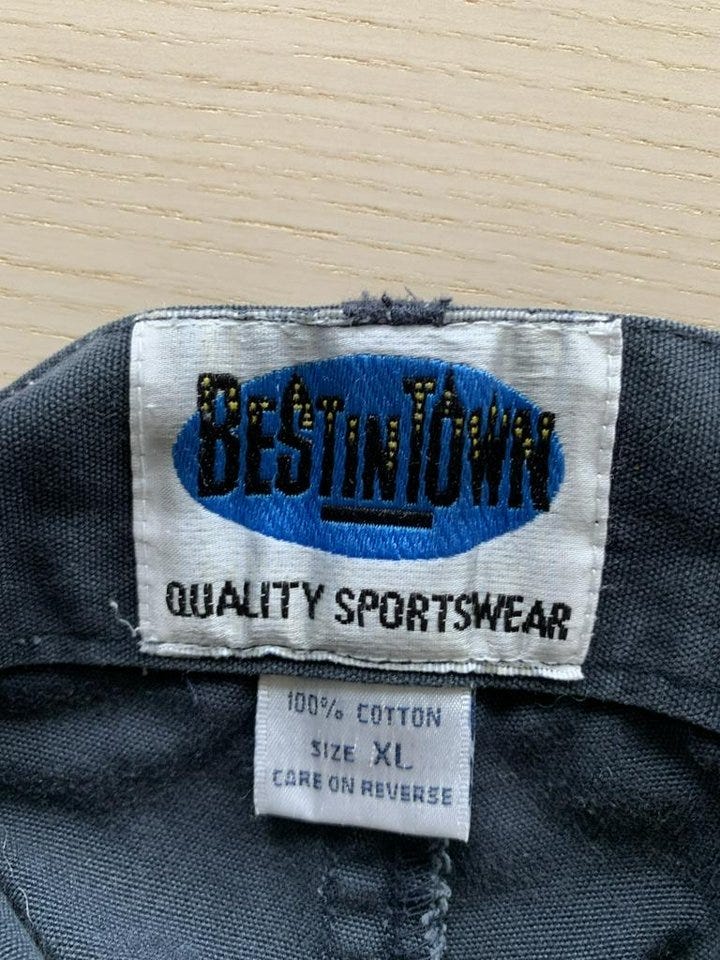 BESTINTOWN
QUALITY SPORTSWEAR
100% COTTON
SIZE XL
CARE ON REVERSE